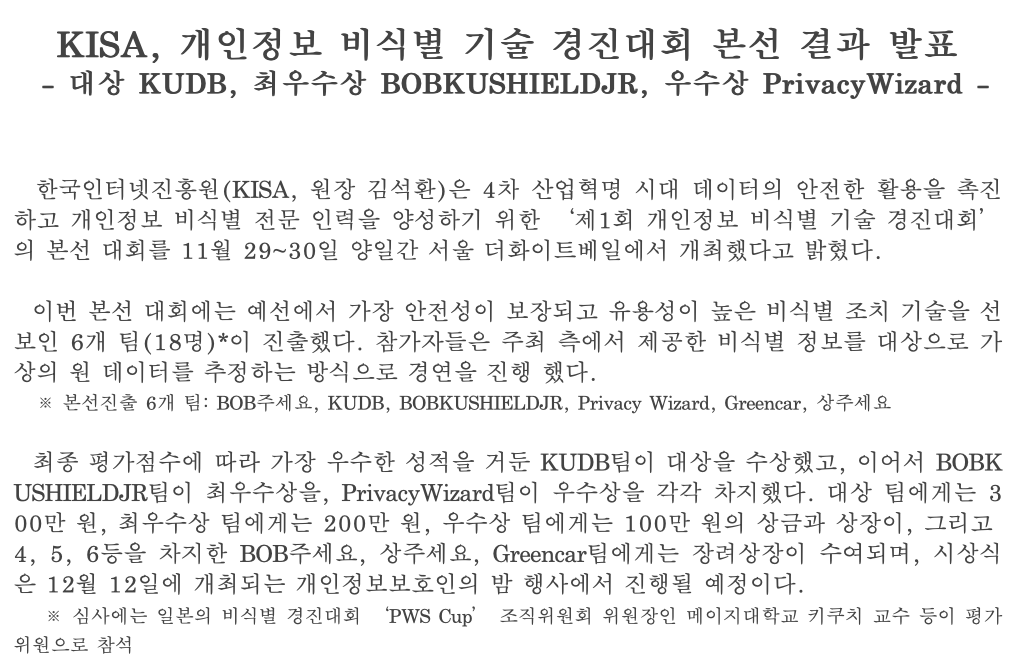 KISA, 개인정보 비식별 기술 경진대회 본선 결과 발표
- 대상 KUDB, 최우수상 BOBKUSHIELDJR, 우수상 PrivacyWizard -
한국인터넷진흥원(KISA, 원장 김석환)은 4차 산업혁명 시대 데이터의 안전한 활용을 촉진
하고 개인정보 비식별 전문 인력을 양성하기 위한 ‘제1회 개인정보 비식별 기술 경진대회’
의 본선 대회를 11월 29~30일 양일간 서울 더화이트베일에서 개최했다고 밝혔다.
이번 본선 대회에는 예선에서 가장 안전성이 보장되고 유용성이 높은 비식별 조치 기술을 선
보인 6개 팀(18명)*이 진출했다. 참가자들은 주최 측에서 제공한 비식별 정보를 대상으로 가
상의 원 데이터를 추정하는 방식으로 경연을 진행 했다.
※ 본선진출 6개 팀: BOB주세요, KUDB, BOBKUSHIELDJR, Privacy Wizard, Greencar, 상주세요
최종 평가점수에 따라 가장 우수한 성적을 거둔 KUDB팀이 대상을 수상했고, 이어서 BOBK
USHIELDJR팀이 최우수상을, PrivacyWizard팀이 우수상을 각각 차지했다. 대상 팀에게는 3
00만 원, 최우수상 팀에게는 200만 원, 우수상 팀에게는 100만 원의 상금과 상장이, 그리고
4, 5, 6등을 차지한 BOB주세요, 상주세요, Greencar팀에게는 장려상장이 수여되며, 시상식
은 12월 12일에 개최되는 개인정보보호인의 밤 행사에서 진행될 예정이다.
※ 심사에는 일본의 비식별 경진대회 ‘PWS Cup’ 조직위원회 위원장인 메이지대학교 키쿠치 교수 등이 평가
위원으로 참석